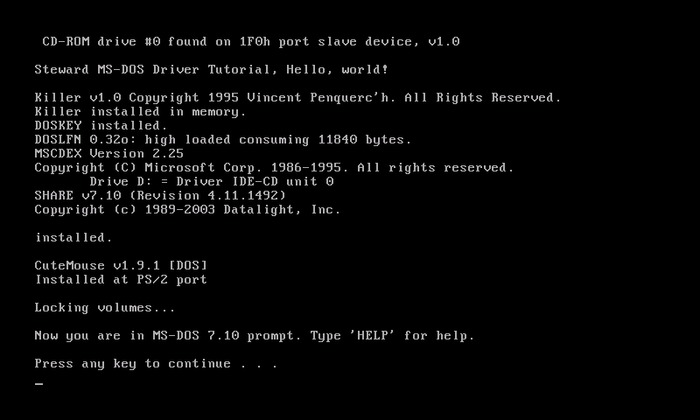 CD-ROM drive #0 found on 1F0h port slave device, v1.0
Steward MS-DOS Driver Tutorial, Hello, world!
Killer v1.0 Copyright 1995 Vincent Penquerc'h. All Rights Reserved.
Killer installed in memory.
DOSKEY installed.
DOSLFN 0.32o: high loaded consuming 11840 bytes.
MSCDEX Version 2.25
Copyright (C) Microsoft Corp. 1986-1995. All rights reserved.
Drive D: = Driver IDE-CD unit 0
SHARE v7.10 (Revision 4.11.1492)
Copyright (c) 1989-2003 Datalight, Inc.
installed.
CuteMouse v1.9.1 [DOS]
Installed at PS/2 port
Locking volumes...
Now you are in MS-DOS 7.10 prompt. Type 'HELP' for help.
Press any key to continue . . .